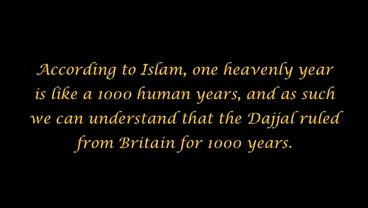 According to Islam, one heavenly year
is like a 1000 human years, and as such
we can understand that the Dajjal ruled
from Britain for 1000 years.